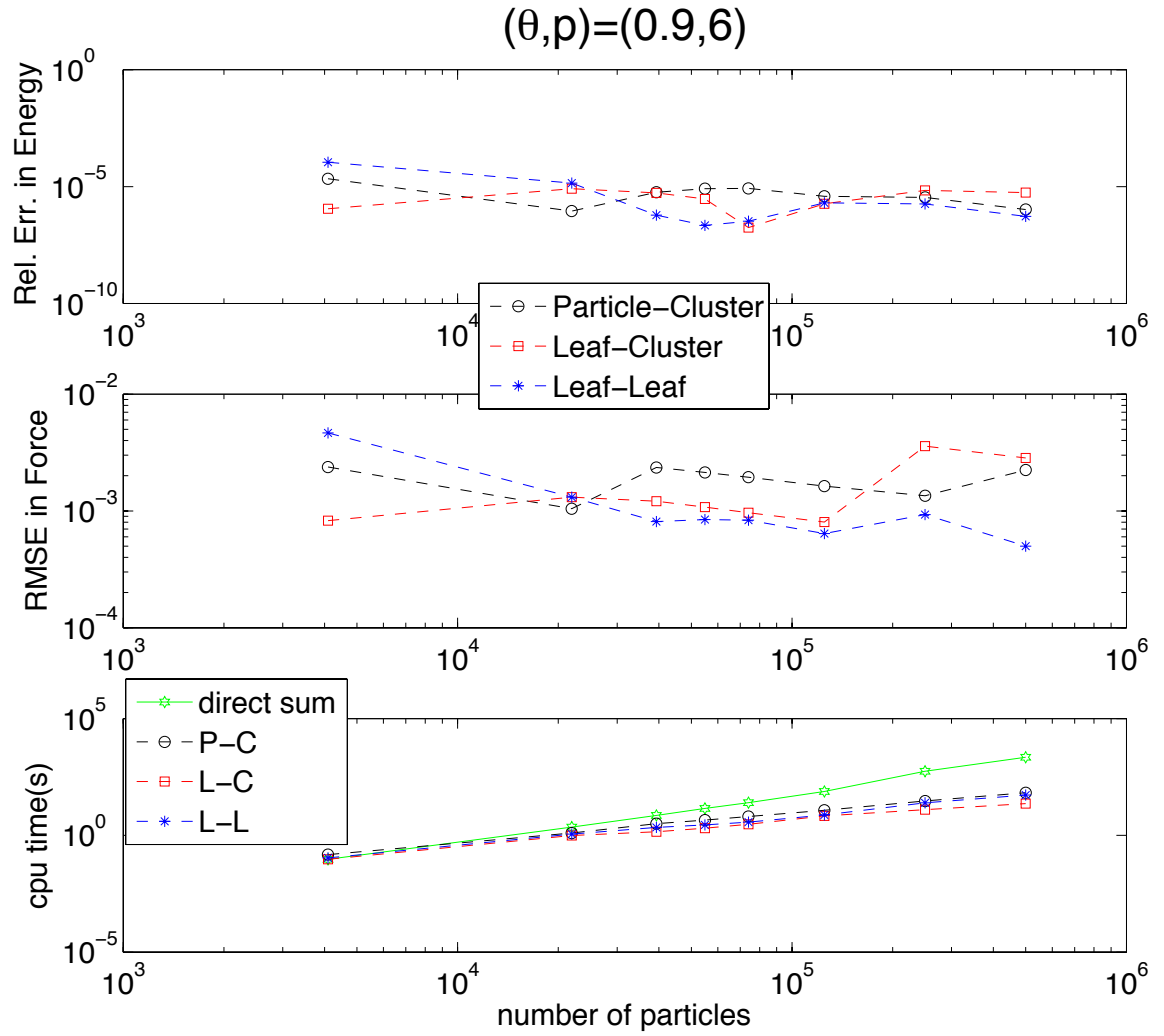 (θ,p)=(0.9,6)
Rel. Err. in Energy
10^0
10^-5
10^-10
10^3
10^4
10^5
10^6
Particle-Cluster
Leaf-Cluster
Leaf-Leaf
RMSE in Force
10^-2
10^-3
10^-4
10^3
10^4
10^5
10^6
direct sum
P-C
L-C
L-L
cpu time(s)
10^5
10^0
10^-5
10^3
10^4
10^5
10^6
number of particles